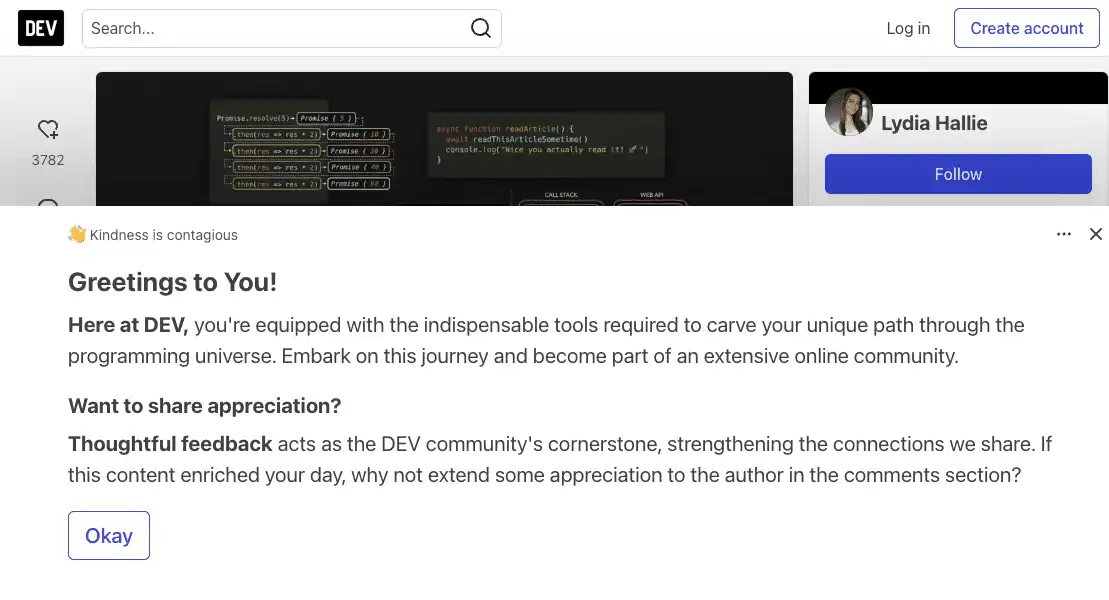 DEV
Search...
Log in
Create account
3782
Promise.resolve(5)→ Promise { 5 }
.then(res => res * 2) → Promise { 10 }
.then(res => res * 2) → Promise { 20 }
.then(res => res * 2) → Promise { 40 }
.then(res => res * 2) → Promise { 80 }
async function readArticle() {
await readThisArticleSometime()
console.log("Nice you actually read it! 🚀")
}
CALL STACK
WEB API
Lydia Hallie
Follow
👋 Kindness is contagious
Greetings to You!
Here at DEV, you're equipped with the indispensable tools required to carve your unique path through the
programming universe. Embark on this journey and become part of an extensive online community.
Want to share appreciation?
Thoughtful feedback acts as the DEV community's cornerstone, strengthening the connections we share. If
this content enriched your day, why not extend some appreciation to the author in the comments section?
Okay